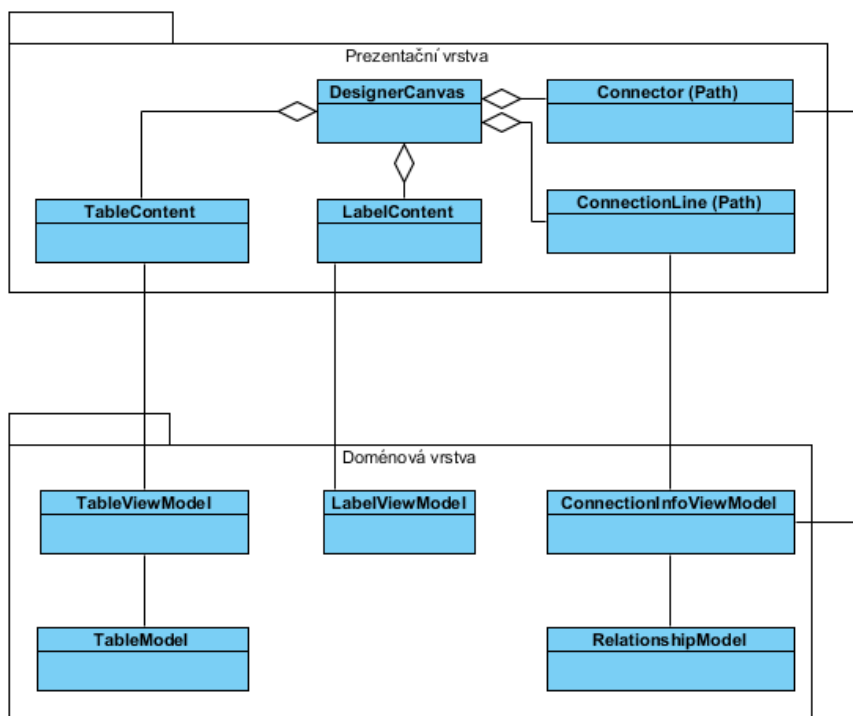 Prezentační vrstva
DesignerCanvas
Connector (Path)
TableContent
LabelContent
ConnectionLine (Path)
Doménová vrstva
TableViewModel
LabelViewModel
ConnectionInfoViewModel
TableModel
RelationshipModel